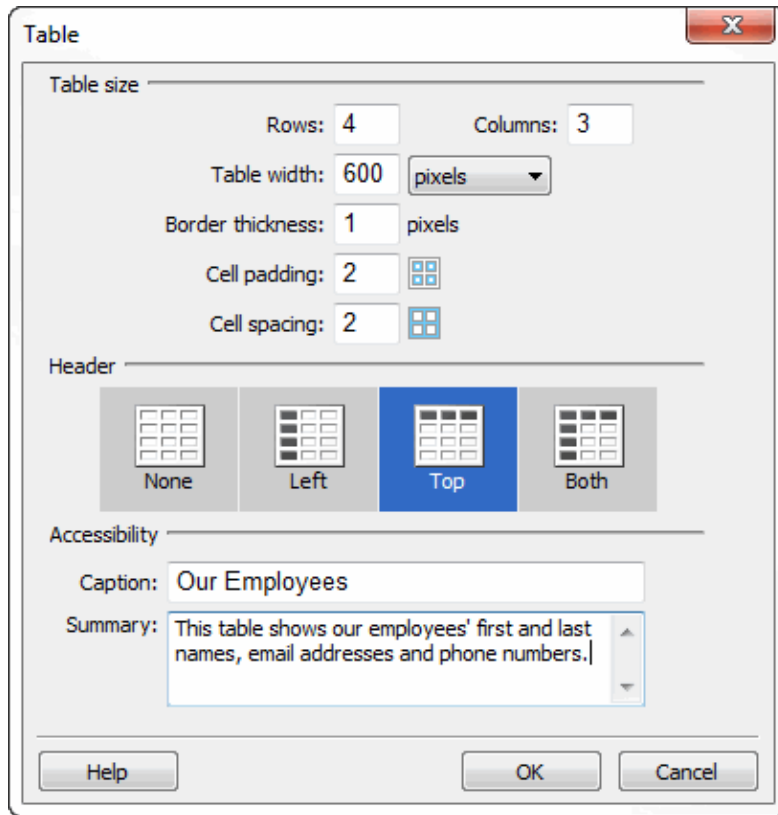 Table
Table size
Rows: 4 Columns: 3
Table width: 600 pixels
Border thickness: 1 pixels
Cell padding: 2
Cell spacing: 2
Header
None Left Top Both
Accessibility
Caption: Our Employees
Summary: This table shows our employees' first and last
names, email addresses and phone numbers.
Help OK Cancel